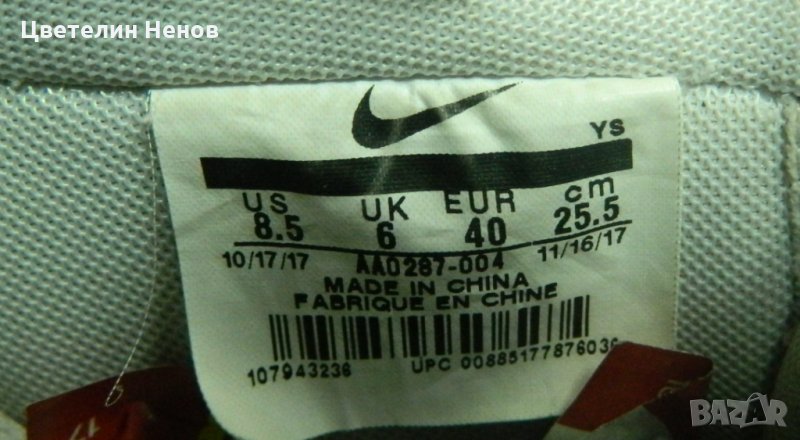 Цветелин Ненов
YS
US UK EUR cm
8.5 6 40 25.5
10/17/17 AA0287-004 11/16/17
MADE IN CHINA
FABRIQUE EN CHINE
107943236 UPC 00885177876036
BAZAR